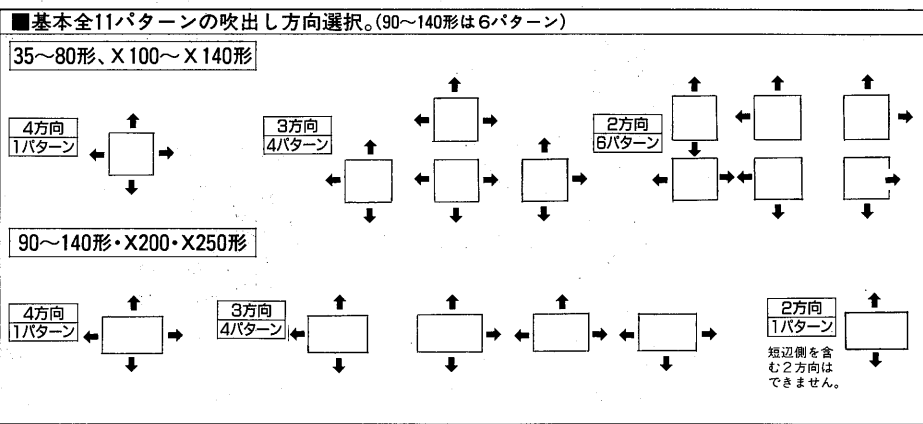 ■基本全11パターンの吹出し方向選択。(90～140形は6パターン)
35～80形、X100～X140形
4方向
1パターン
3方向
4パターン
2方向
6パターン
90～140形・X200・X250形
4方向
1パターン
3方向
4パターン
2方向
1パターン
短辺側を含
む2方向は
できません。